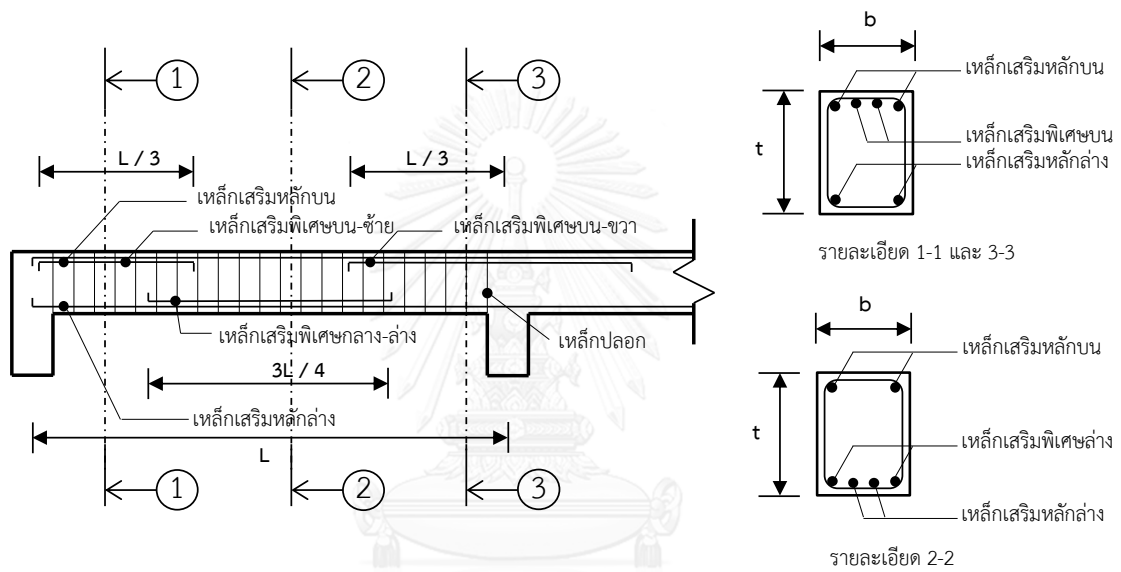 1
2
3
L / 3
L / 3
เหล็กเสริมหลักบน
เหล็กเสริมพิเศษบน-ซ้าย
เหล็กเสริมพิเศษบน-ขวา
เหล็กเสริมพิเศษกลาง-ล่าง
เหล็กปลอก
3L / 4
เหล็กเสริมหลักล่าง
L
1
2
3
b
t
เหล็กเสริมหลักบน
เหล็กเสริมพิเศษบน
เหล็กเสริมหลักล่าง
รายละเอียด 1-1 และ 3-3
b
t
เหล็กเสริมหลักบน
เหล็กเสริมพิเศษล่าง
เหล็กเสริมหลักล่าง
รายละเอียด 2-2